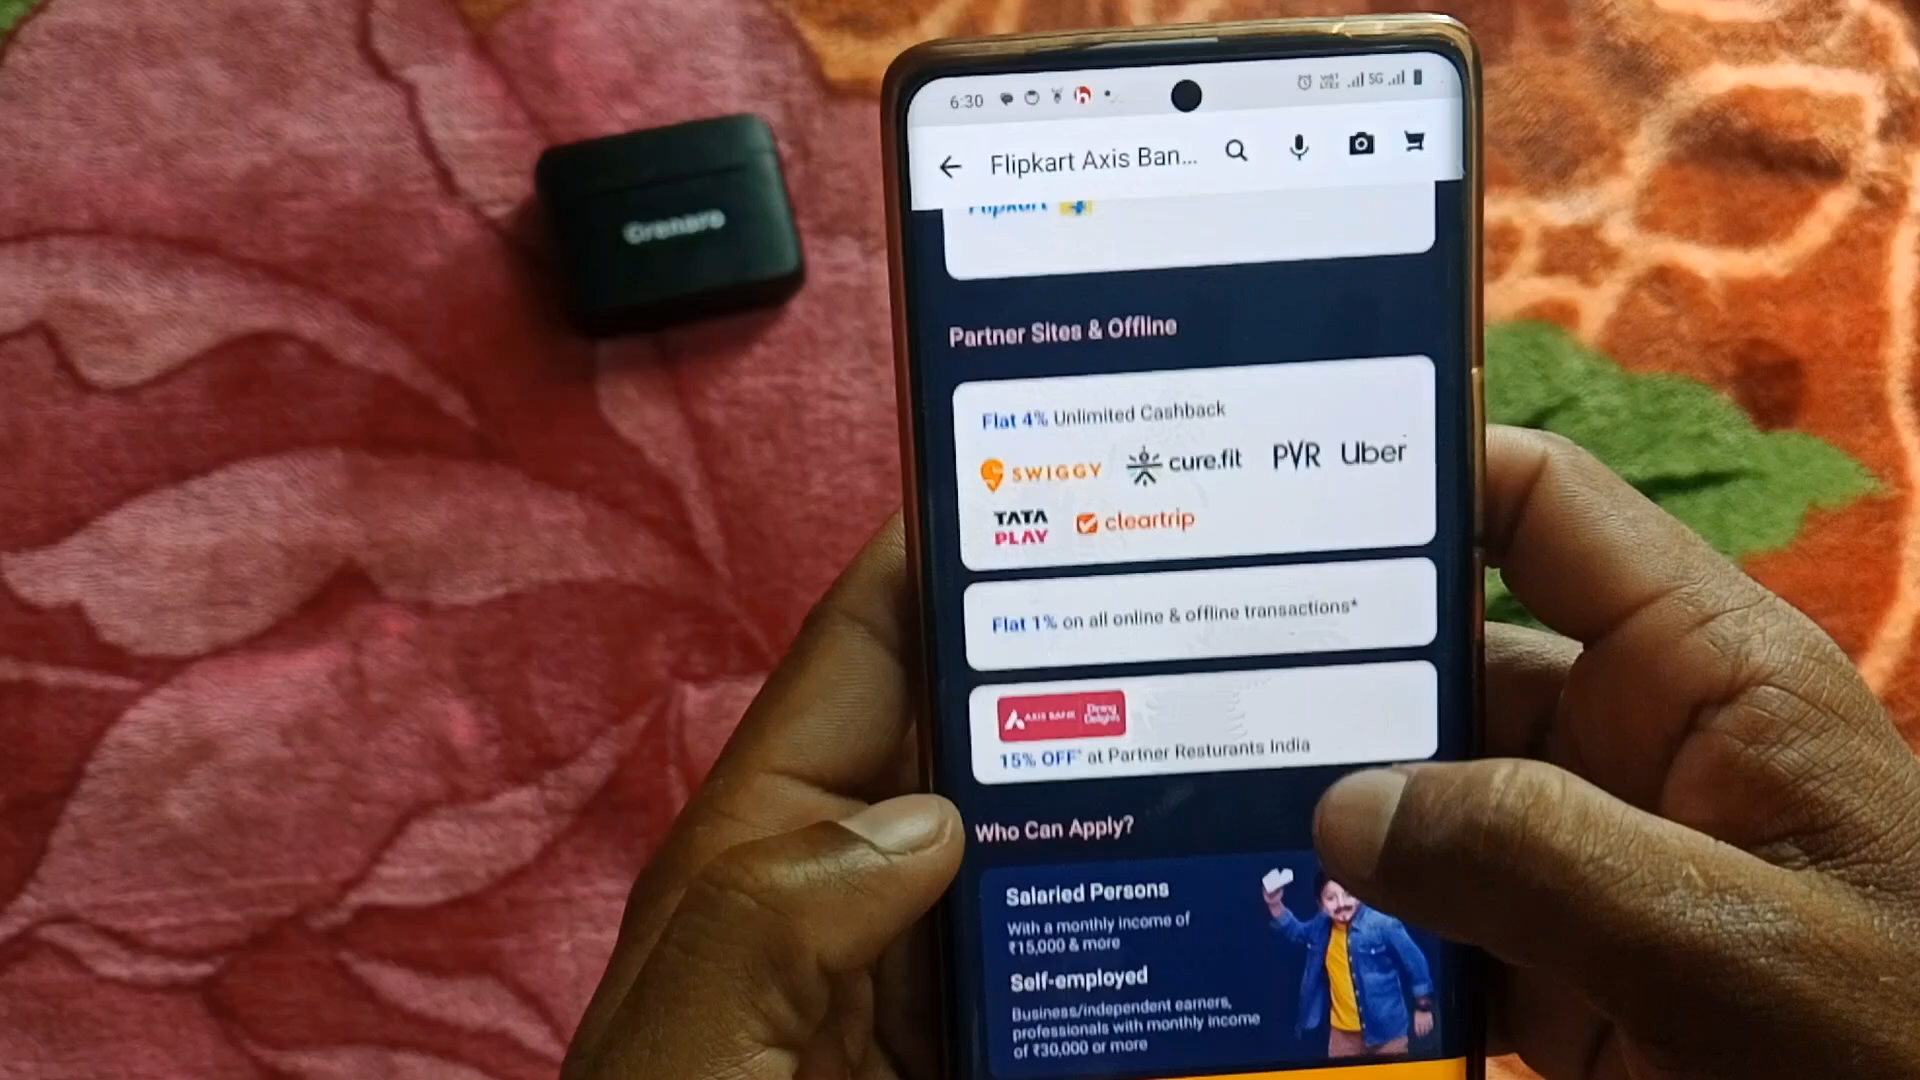 Grenaro
6:30
5G
Flipkart Axis Ban...
Flipkart
Partner Sites & Offline
Flat 4% Unlimited Cashback
SWIGGY cure.fit PVR Uber
TATA PLAY cleartrip
Flat 1% on all online & offline transactions*
AXIS BANK Dining Delights
15% OFF* at Partner Resturants India
Who Can Apply?
Salaried Persons
With a monthly income of
₹15,000 & more
Self-employed
Business/independent earners,
professionals with monthly income
of ₹30,000 or more